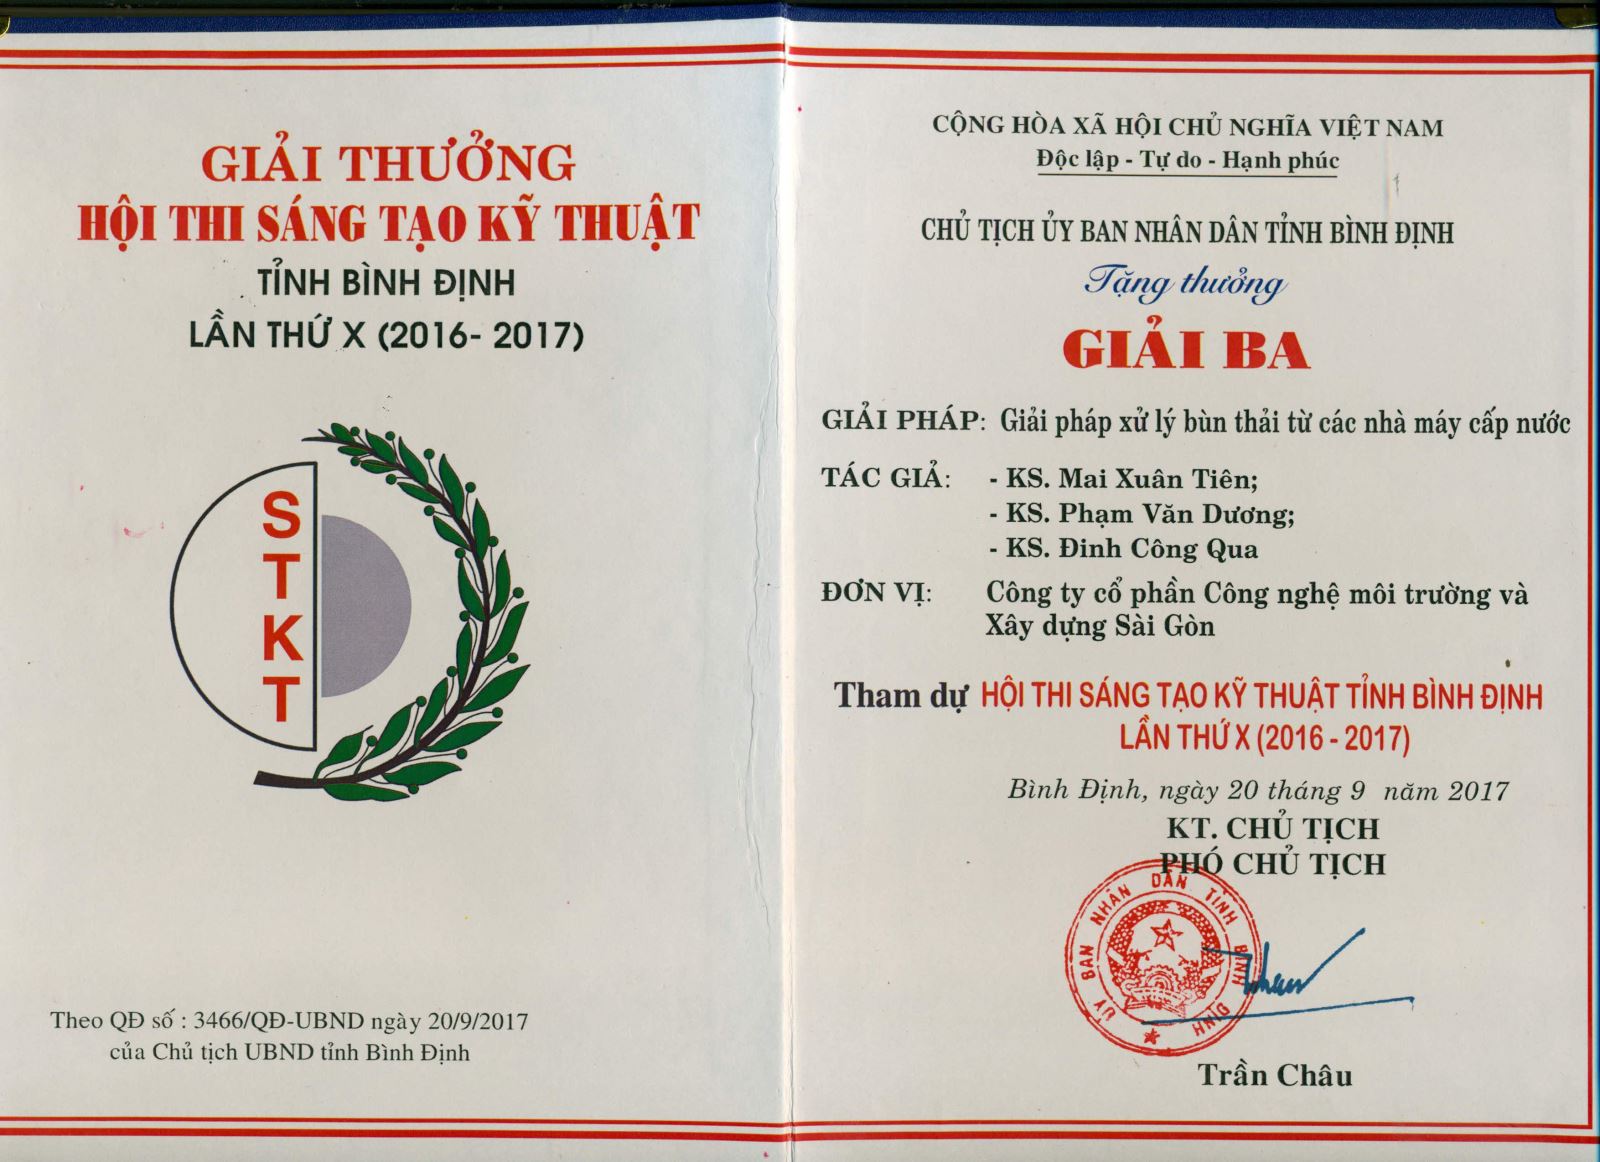 GIẢI THƯỞNG
HỘI THI SÁNG TẠO KỸ THUẬT
TỈNH BÌNH ĐỊNH
LẦN THỨ X (2016- 2017)
S
T
K
T
Theo QĐ số : 3466/QĐ-UBND ngày 20/9/2017
của Chủ tịch UBND tỉnh Bình Định
CỘNG HÒA XÃ HỘI CHỦ NGHĨA VIỆT NAM
Độc lập - Tự do - Hạnh phúc
CHỦ TỊCH ỦY BAN NHÂN DÂN TỈNH BÌNH ĐỊNH
Tặng thưởng
GIẢI BA
GIẢI PHÁP: Giải pháp xử lý bùn thải từ các nhà máy cấp nước
TÁC GIẢ: - KS. Mai Xuân Tiên;
- KS. Phạm Văn Dương;
- KS. Đinh Công Qua
ĐƠN VỊ: Công ty cổ phần Công nghệ môi trường và
Xây dựng Sài Gòn
Tham dự HỘI THI SÁNG TẠO KỸ THUẬT TỈNH BÌNH ĐỊNH
LẦN THỨ X (2016 - 2017)
Bình Định, ngày 20 tháng 9 năm 2017
KT. CHỦ TỊCH
PHÓ CHỦ TỊCH
ỦY BAN NHÂN DÂN TỈNH BÌNH ĐỊNH
Trần Châu